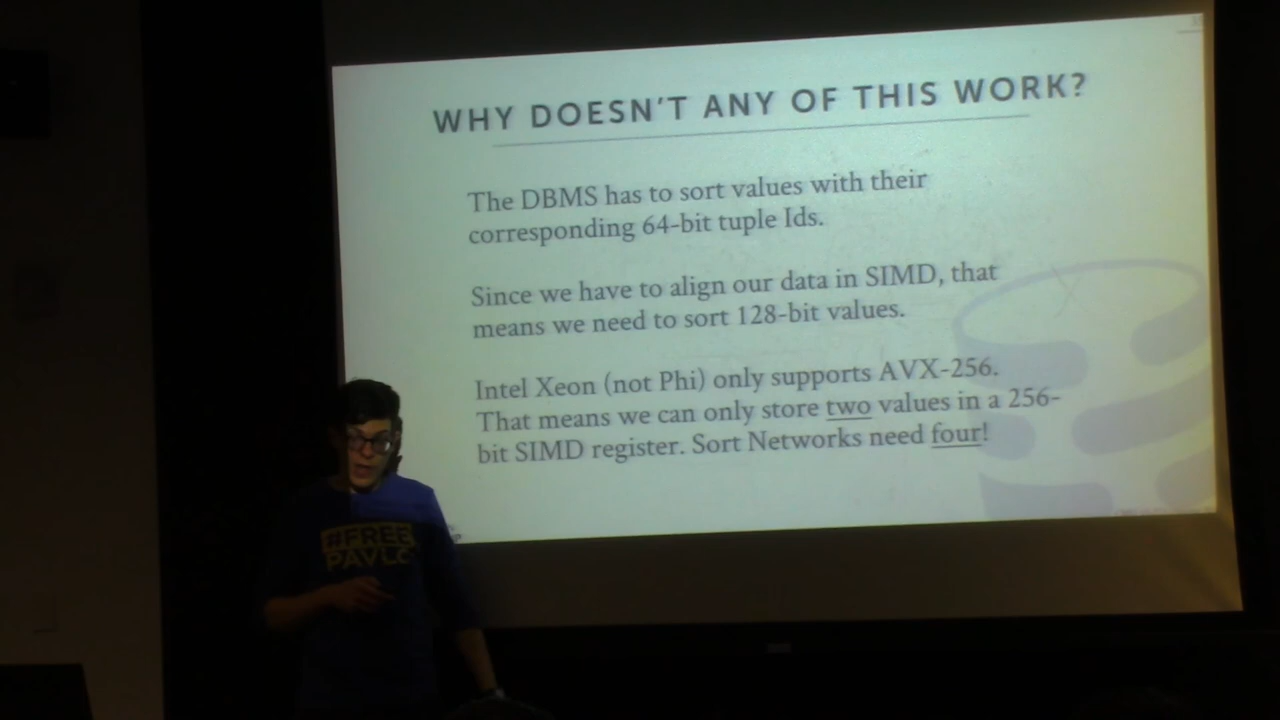 WHY DOESN'T ANY OF THIS WORK?
The DBMS has to sort values with their
corresponding 64-bit tuple Ids.
Since we have to align our data in SIMD, that
means we need to sort 128-bit values.
Intel Xeon (not Phi) only supports AVX-256.
That means we can only store two values in a 256-
bit SIMD register. Sort Networks need four!
#FREE
PAVLO